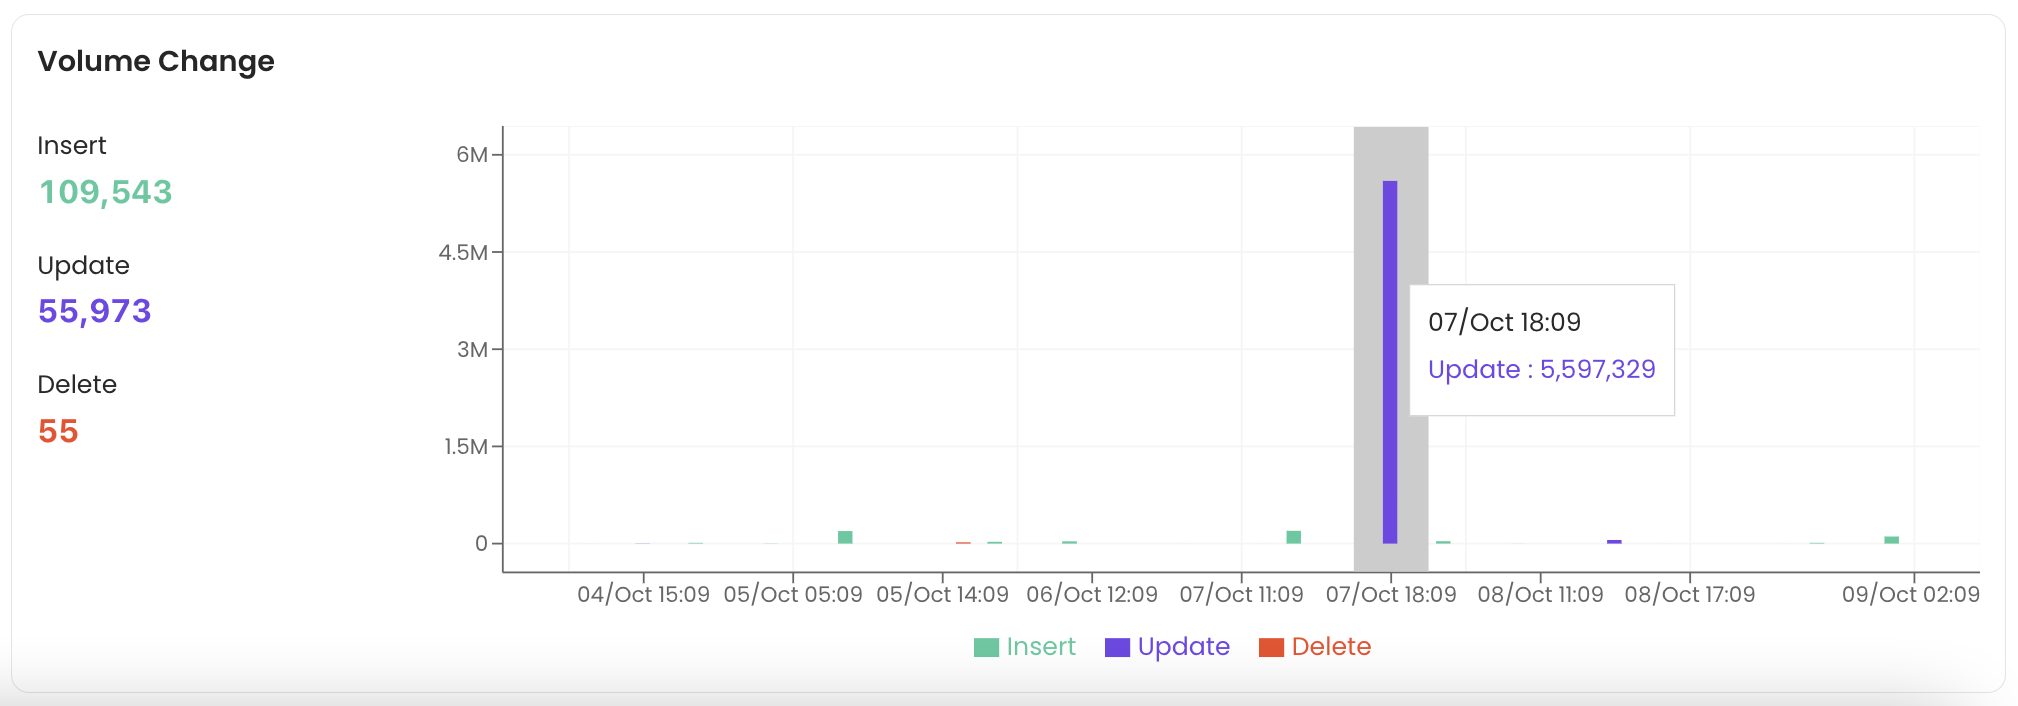 Volume Change
Insert
109,543
Update
55,973
Delete
55
6M
4.5M
3M
1.5M
0
07/Oct 18:09
Update : 5,597,329
04/Oct 15:09 05/Oct 05:09 05/Oct 14:09 06/Oct 12:09 07/Oct 11:09 07/Oct 18:09 08/Oct 11:09 08/Oct 17:09 09/Oct 02:09
Insert Update Delete